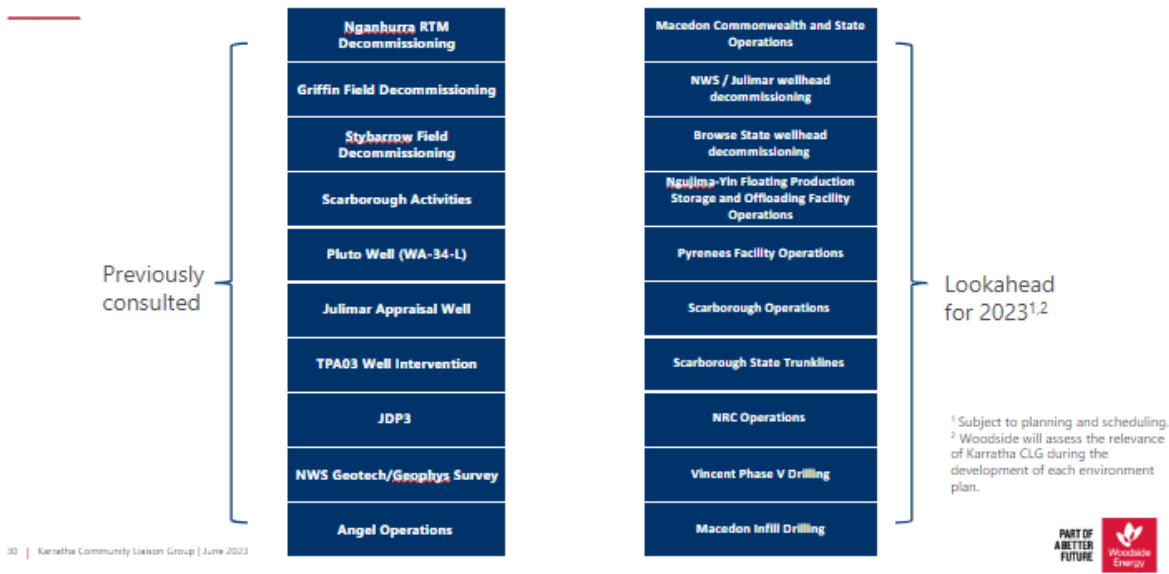 Previously
consulted
Nganhurra RTM
Decommissioning
Griffin Field Decommissioning
Stybarrow Field
Decommissioning
Scarborough Activities
Pluto Well (WA-34-L)
Julimar Appraisal Well
TPA03 Well Intervention
JDP3
NWS Geotech/Geophys Survey
Angel Operations
Macedon Commonwealth and State
Operations
NWS / Julimar wellhead
decommissioning
Browse State wellhead
decommissioning
Ngujima-Yin Floating Production
Storage and Offloading Facility
Operations
Pyrenees Facility Operations
Scarborough Operations
Scarborough State Trunklines
NRC Operations
Vincent Phase V Drilling
Macedon Infill Drilling
Lookahead
for 2023¹,²
¹ Subject to planning and scheduling.
² Woodside will assess the relevance
of Karratha CLG during the
development of each environment
plan.
30 | Karratha Community Liaison Group | June 2023
PART OF
A BETTER
FUTURE
Woodside
Energy